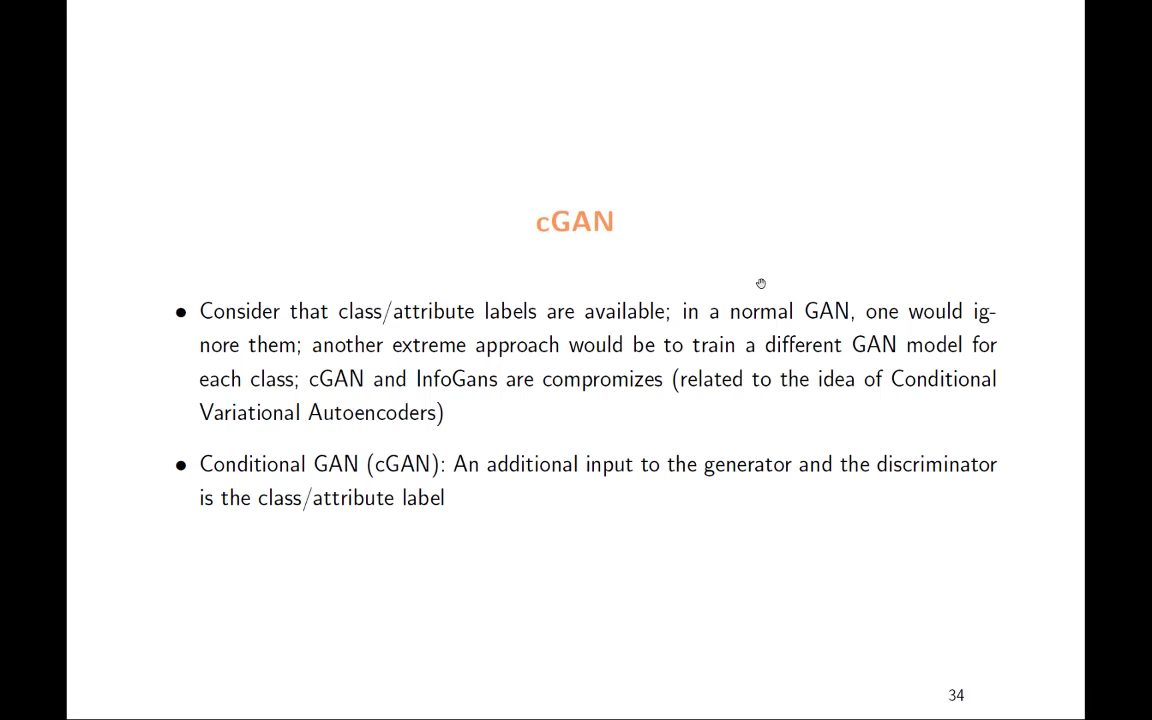 cGAN
• Consider that class/attribute labels are available; in a normal GAN, one would ig-
nore them; another extreme approach would be to train a different GAN model for
each class; cGAN and InfoGans are compromizes (related to the idea of Conditional
Variational Autoencoders)
• Conditional GAN (cGAN): An additional input to the generator and the discriminator
is the class/attribute label
34